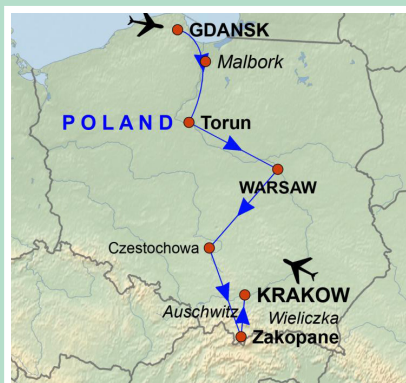 GDANSK
Malbork
POLAND Torun
WARSAW
Czestochowa
KRAKOW
Auschwitz Wieliczka
Zakopane